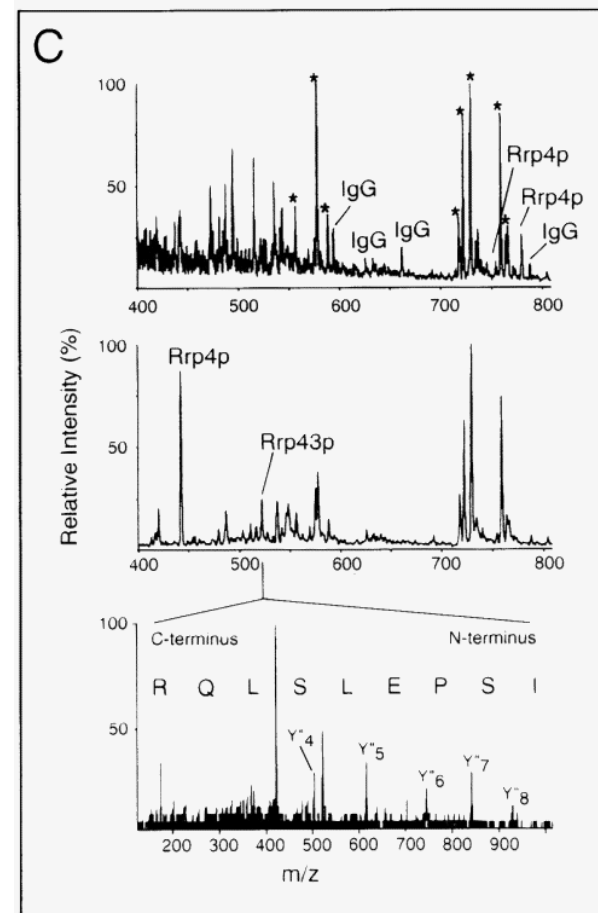 C
100
50
400 500 600 700 800
★ ★ ★ ★ ★ ★ ★ ★
IgG IgG IgG Rrp4p Rrp4p IgG
Relative Intensity (%)
100
50
Rrp4p
Rrp43p
400 500 600 700 800
100
50
C-terminus N-terminus
R Q L S L E P S I
Y"4 Y"5 Y"6 Y"7 Y"8
200 300 400 500 600 700 800 900
m/z